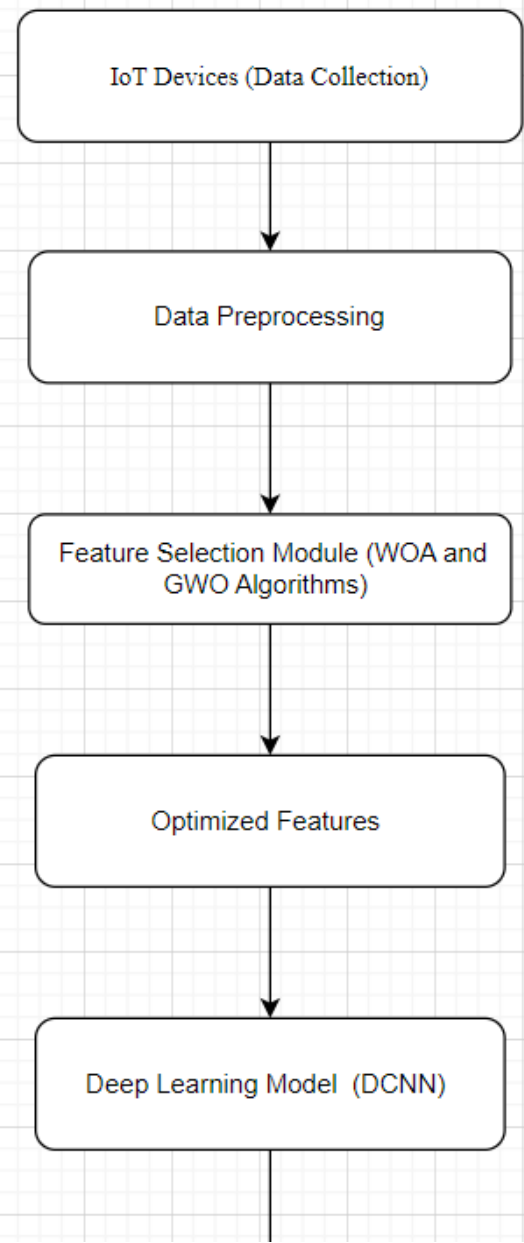 IoT Devices (Data Collection)
Data Preprocessing
Feature Selection Module (WOA and
GWO Algorithms)
Optimized Features
Deep Learning Model  (DCNN)